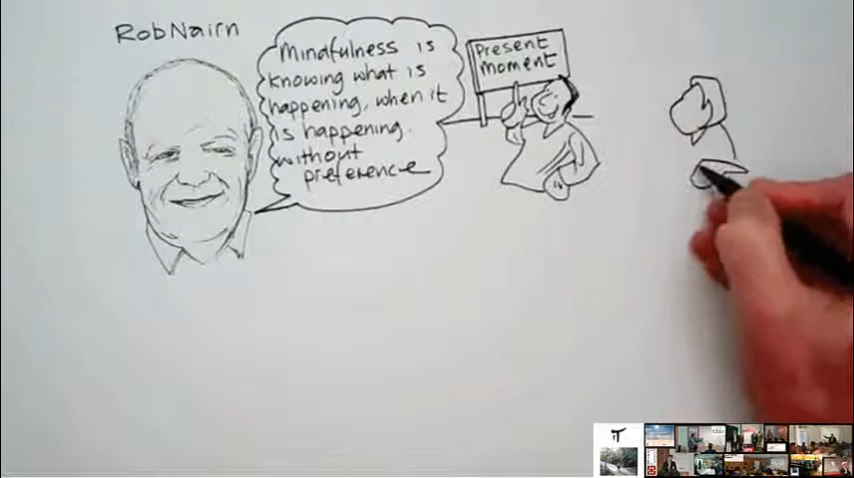 RobNairn
Mindfulness is
knowing what is
happening, when it
is happening.
without
preference
Present
Moment